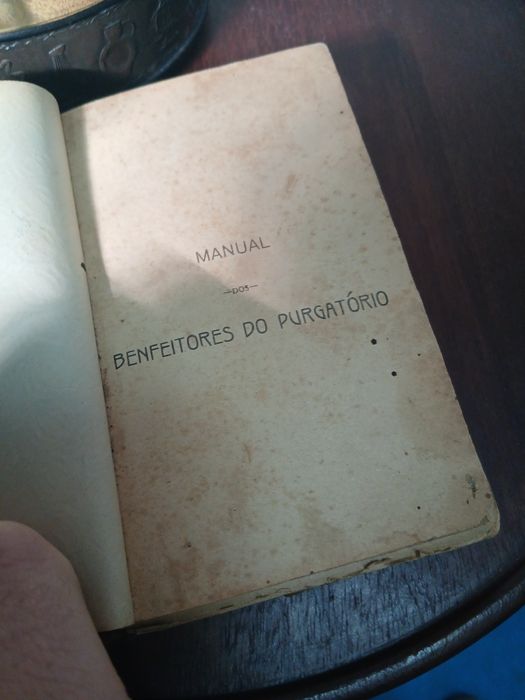 MANUAL
—DOS—
BENFEITORES DO PURGATÓRIO